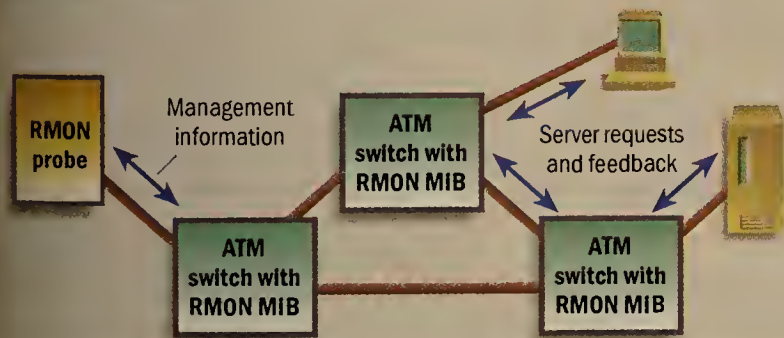 RMON
probe
Management
information
ATM
switch with
RMON MIB
Server requests
and feedback
ATM
switch with
RMON MIB
ATM
switch with
RMON MIB